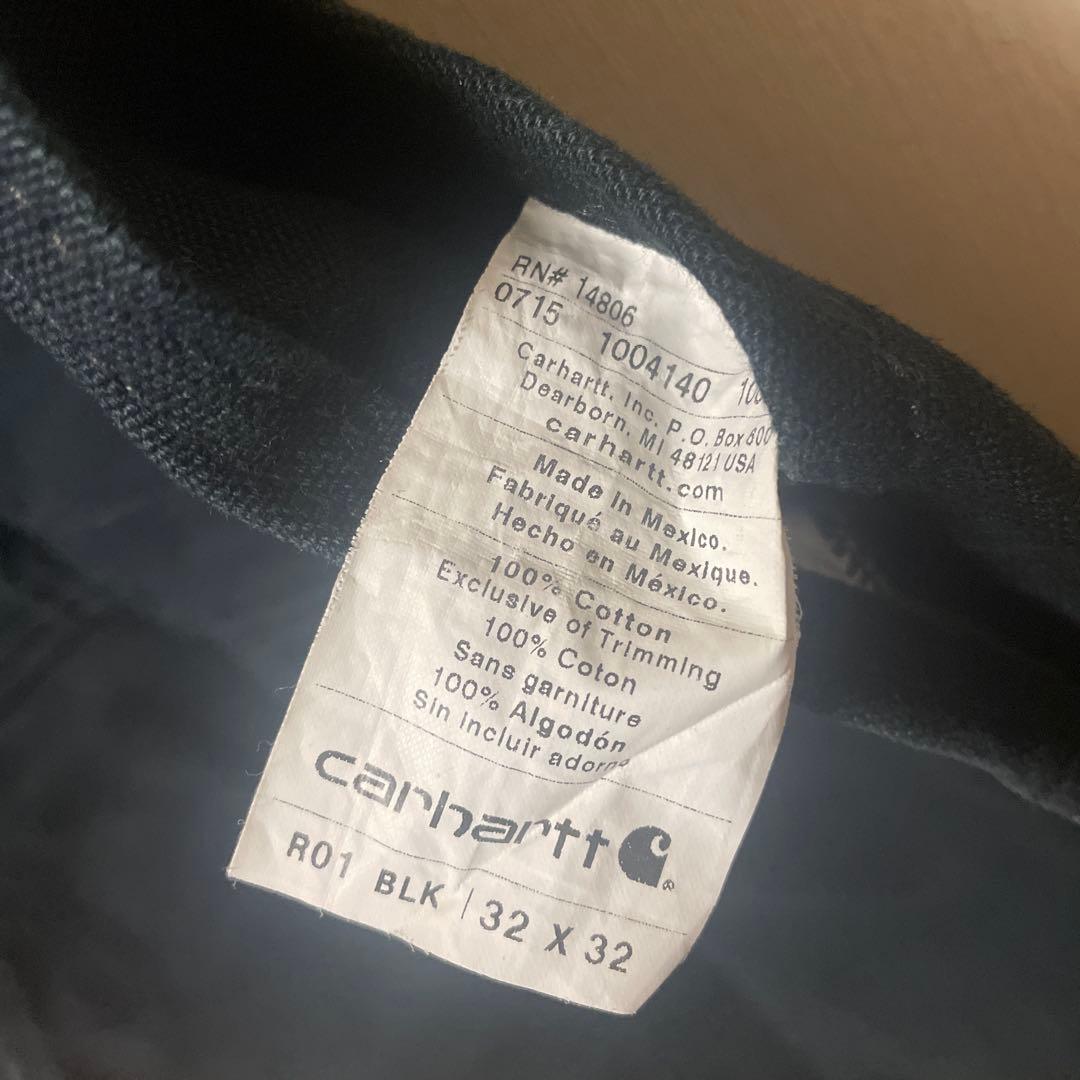 RN# 14806
0715 1004140
Carhartt, Inc. P.O. Box 600
Dearborn, MI 48121 USA
carhartt.com
Made in Mexico.
Fabriqué au Mexique.
Hecho en México.
100% Cotton
Exclusive of Trimming
100% Coton
Sans garniture
100% Algodón
Sin incluir
carhartt
R01 BLK | 32 X 32